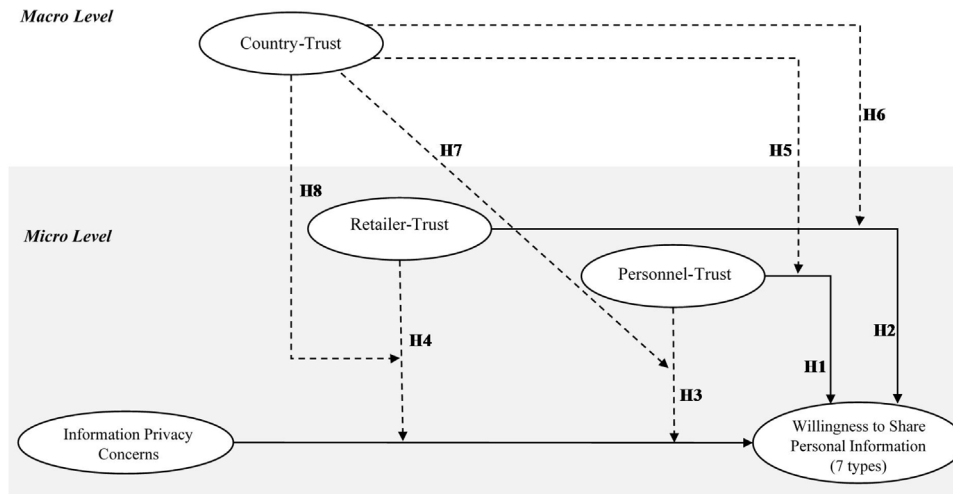 Macro Level
Country-Trust
H6
H7
H5
H8
Retailer-Trust
Micro Level
Personnel-Trust
H4
H2
H1
H3
Information Privacy
Concerns
Willingness to Share
Personal Information
(7 types)